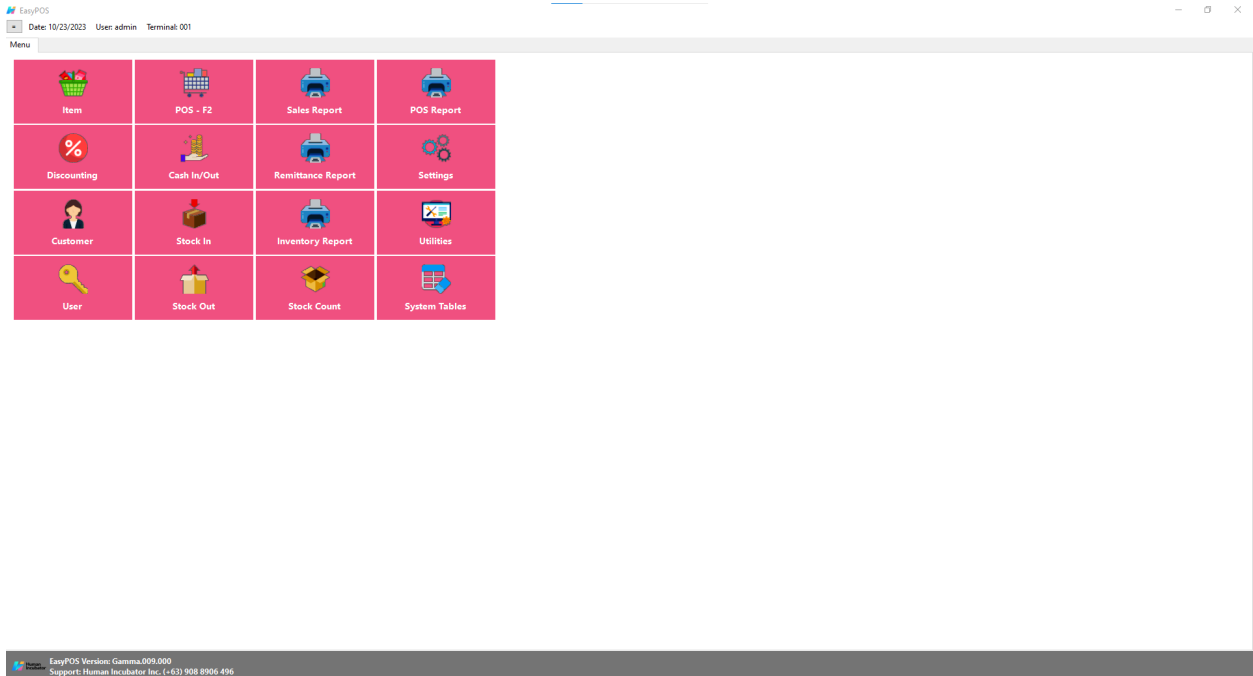 EasyPOS
Date: 10/23/2023 User: admin Terminal: 001
Menu
Item
POS - F2
Sales Report
POS Report
Discounting
Cash In/Out
Remittance Report
Settings
Customer
Stock In
Inventory Report
Utilities
User
Stock Out
Stock Count
System Tables
Human
Incubator
EasyPOS Version: Gamma.009.000
Support: Human Incubator Inc. (+63) 908 8906 496